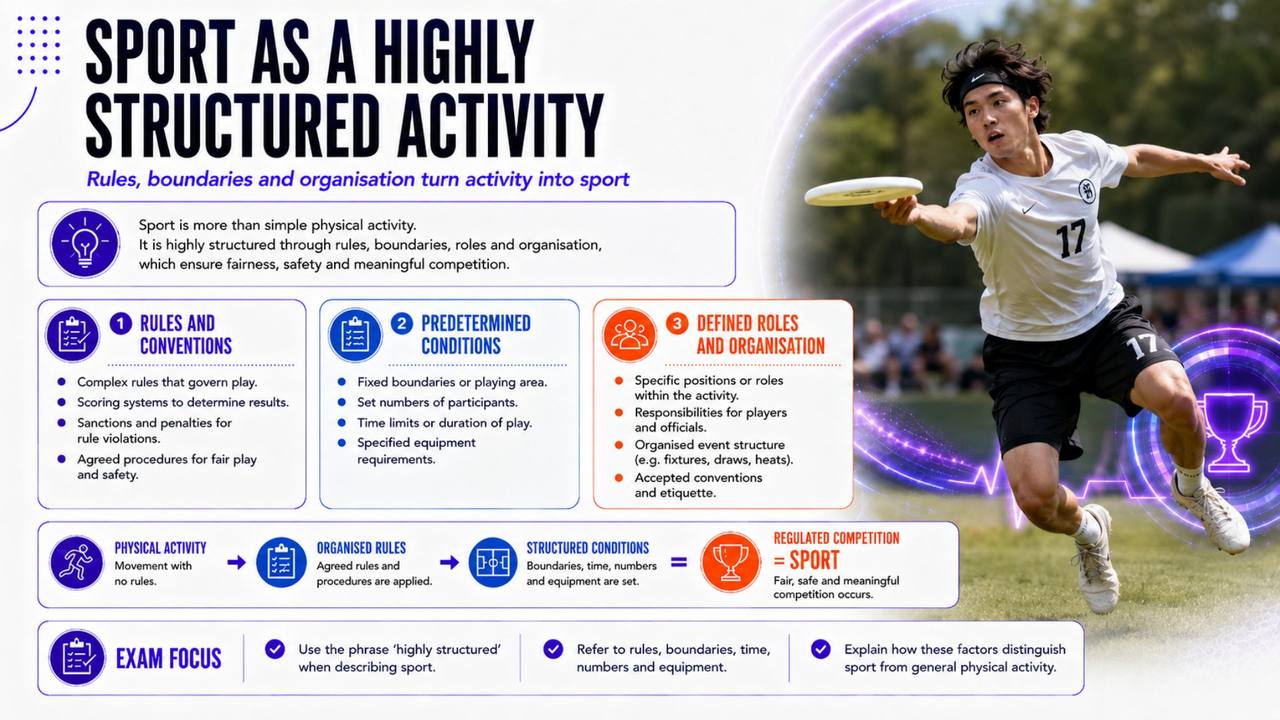 SPORT AS A HIGHLY
STRUCTURED ACTIVITY
Rules, boundaries and organisation turn activity into sport
Sport is more than simple physical activity.
It is highly structured through rules, boundaries, roles and organisation,
which ensure fairness, safety and meaningful competition.
1 RULES AND
CONVENTIONS
Complex rules that govern play.
Scoring systems to determine results.
Sanctions and penalties for
rule violations.
Agreed procedures for fair play
and safety.
2 PREDETERMINED
CONDITIONS
Fixed boundaries or playing area.
Set numbers of participants.
Time limits or duration of play.
Specified equipment
requirements.
3 DEFINED ROLES
AND ORGANISATION
Specific positions or roles
within the activity.
Responsibilities for players
and officials.
Organised event structure
(e.g. fixtures, draws, heats).
Accepted conventions
and etiquette.
PHYSICAL ACTIVITY
Movement with
no rules.
ORGANISED RULES
Agreed rules and
procedures are applied.
STRUCTURED CONDITIONS
Boundaries, time, numbers
and equipment are set.
=
REGULATED COMPETITION
= SPORT
Fair, safe and meaningful
competition occurs.
EXAM FOCUS
Use the phrase ‘highly structured’
when describing sport.
Refer to rules, boundaries, time,
numbers and equipment.
Explain how these factors distinguish
sport from general physical activity.
17
17